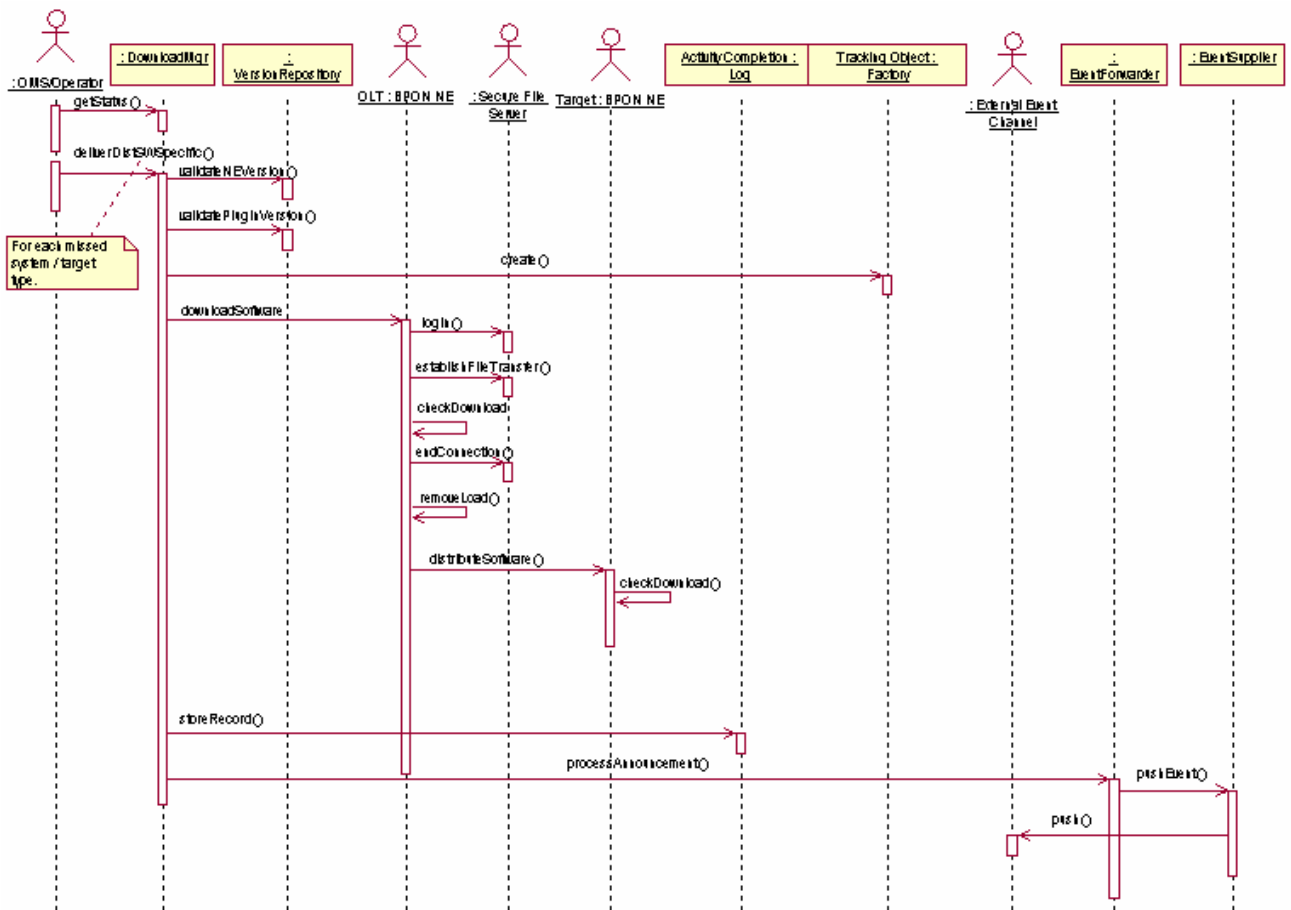 : OMS/Operator
: DownloadMgr
:
VersionRepository
OLT : BPON NE
: Secure File
Server
Target : BPON NE
ActivityCompletion :
Log
Tracking Object :
Factory
: External Event
Channel
:
EventForwarder
: EventSupplier
getStatus()
deliverDistSWSpecific()
validateNEVersion()
validatePlugInVersion()
For each missed
system / target
type.
create()
downloadSoftware
login()
establishFileTransfer()
checkDownload
endConnection()
removeLoad()
distributeSoftware()
checkDownload()
storeRecord()
processAnnouncement()
pushEvent()
push()